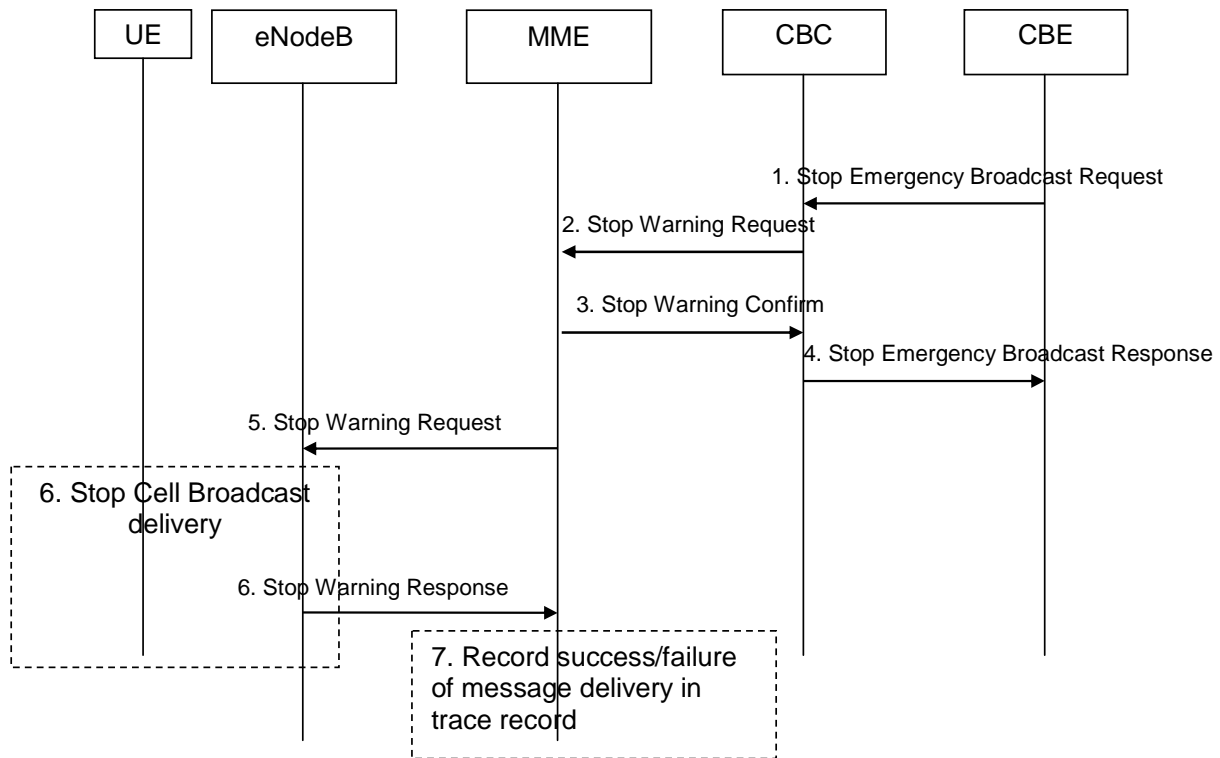 UE
eNodeB
MME
CBC
CBE
1. Stop Emergency Broadcast Request
2. Stop Warning Request
3. Stop Warning Confirm
4. Stop Emergency Broadcast Response
5. Stop Warning Request
6. Stop Cell Broadcast
delivery
6. Stop Warning Response
7. Record success/failure
of message delivery in
trace record